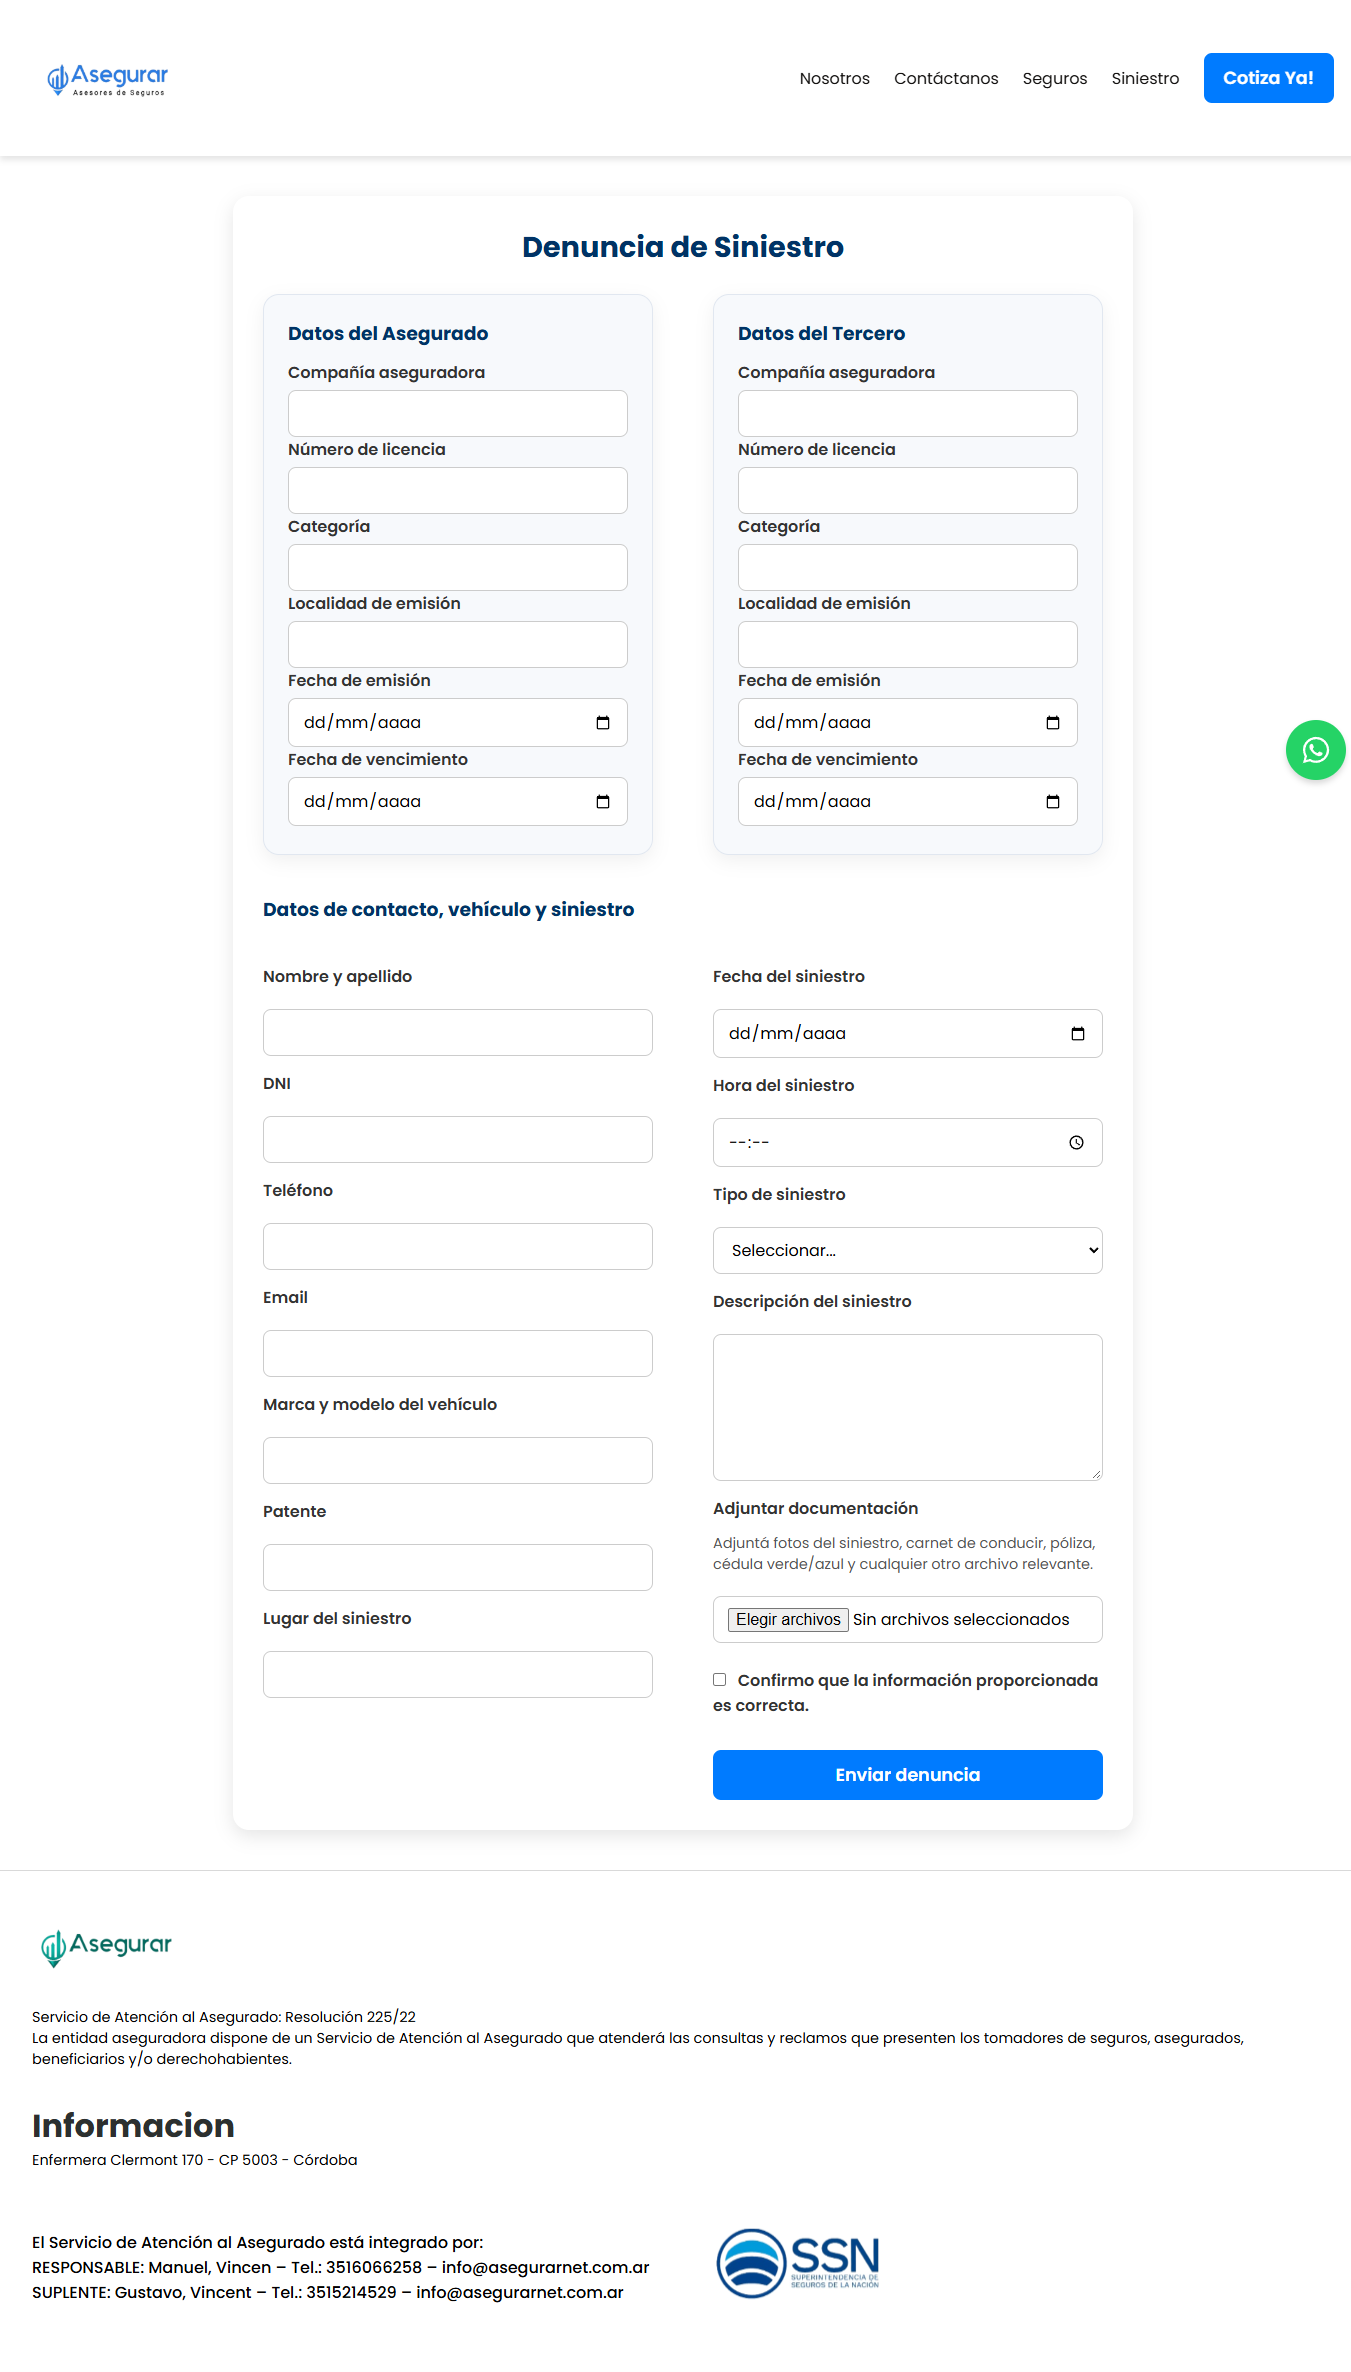 Asegurar
Asesores de Seguros
Nosotros
Contáctanos
Seguros
Siniestro
Cotiza Ya!
Denuncia de Siniestro
Datos del Asegurado
Compañía aseguradora
Número de licencia
Categoría
Localidad de emisión
Fecha de emisión
dd/mm/aaaa
Fecha de vencimiento
dd/mm/aaaa
Datos del Tercero
Compañía aseguradora
Número de licencia
Categoría
Localidad de emisión
Fecha de emisión
dd/mm/aaaa
Fecha de vencimiento
dd/mm/aaaa
Datos de contacto, vehículo y siniestro
Nombre y apellido
DNI
Teléfono
Email
Marca y modelo del vehículo
Patente
Lugar del siniestro
Fecha del siniestro
dd/mm/aaaa
Hora del siniestro
--:--
Tipo de siniestro
Seleccionar...
Descripción del siniestro
Adjuntar documentación
Adjuntá fotos del siniestro, carnet de conducir, póliza,
cédula verde/azul y cualquier otro archivo relevante.
Elegir archivos Sin archivos seleccionados
Confirmo que la información proporcionada
es correcta.
Enviar denuncia
Asegurar
Servicio de Atención al Asegurado: Resolución 225/22
La entidad aseguradora dispone de un Servicio de Atención al Asegurado que atenderá las consultas y reclamos que presenten los tomadores de seguros, asegurados,
beneficiarios y/o derechohabientes.
Informacion
Enfermera Clermont 170 - CP 5003 - Córdoba
El Servicio de Atención al Asegurado está integrado por:
RESPONSABLE: Manuel, Vincen – Tel.: 3516066258 – info@asegurarnet.com.ar
SUPLENTE: Gustavo, Vincent – Tel.: 3515214529 – info@asegurarnet.com.ar
SSN
SUPERINTENDENCIA DE
SEGUROS DE LA NACIÓN